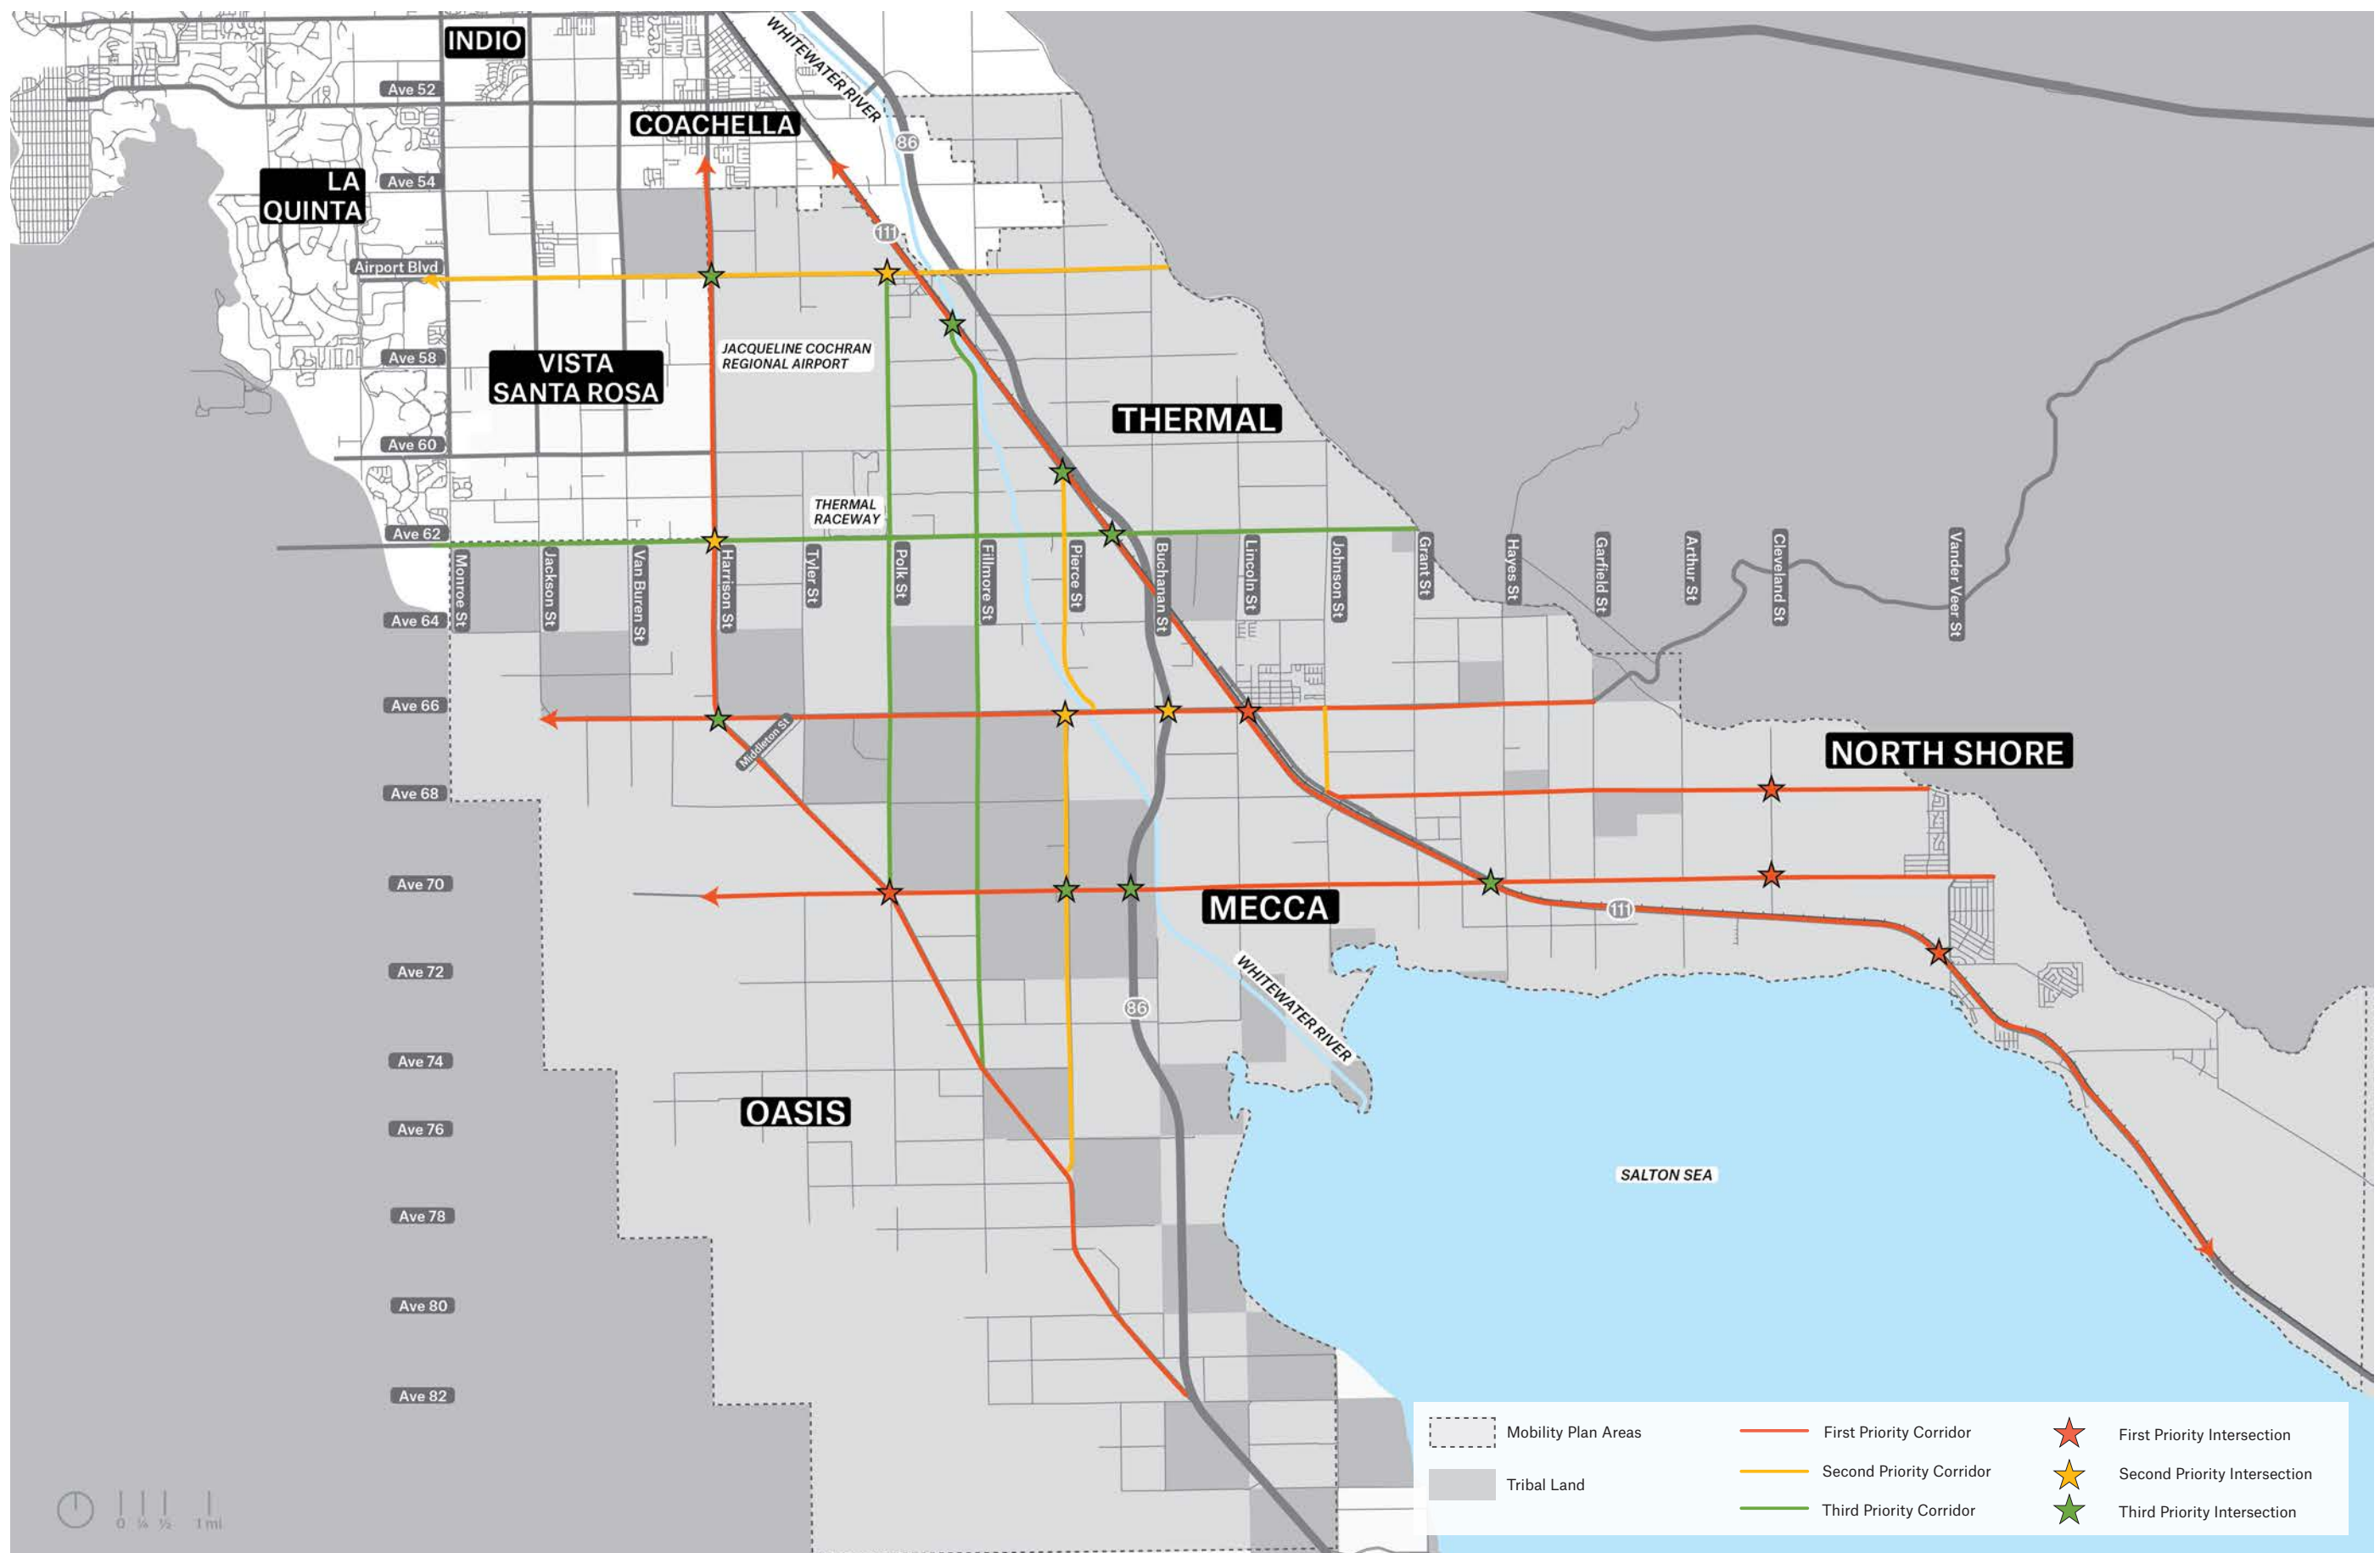 INDIO
WHITEWATER RIVER
Ave 52
COACHELLA
86
LA
QUINTA
Ave 54
111
Airport Blvd
JACQUELINE COCHRAN
REGIONAL AIRPORT
Ave 58
VISTA
SANTA ROSA
THERMAL
Ave 60
THERMAL
RACEWAY
Ave 62
Monroe St
Jackson St
Van Buren St
Harrison St
Tyler St
Polk St
Fillmore St
Pierce St
Buchanan St
Lincoln St
Johnson St
Grant St
Hayes St
Garfield St
Arthur St
Cleveland St
Vander Veer St
Ave 64
Ave 66
Middleton St
NORTH SHORE
Ave 68
Ave 70
MECCA
111
Ave 72
WHITEWATER RIVER
86
Ave 74
OASIS
Ave 76
SALTON SEA
Ave 78
Ave 80
Ave 82
Mobility Plan Areas
Tribal Land
First Priority Corridor
Second Priority Corridor
Third Priority Corridor
First Priority Intersection
Second Priority Intersection
Third Priority Intersection
0 ¼ ½ 1 mi